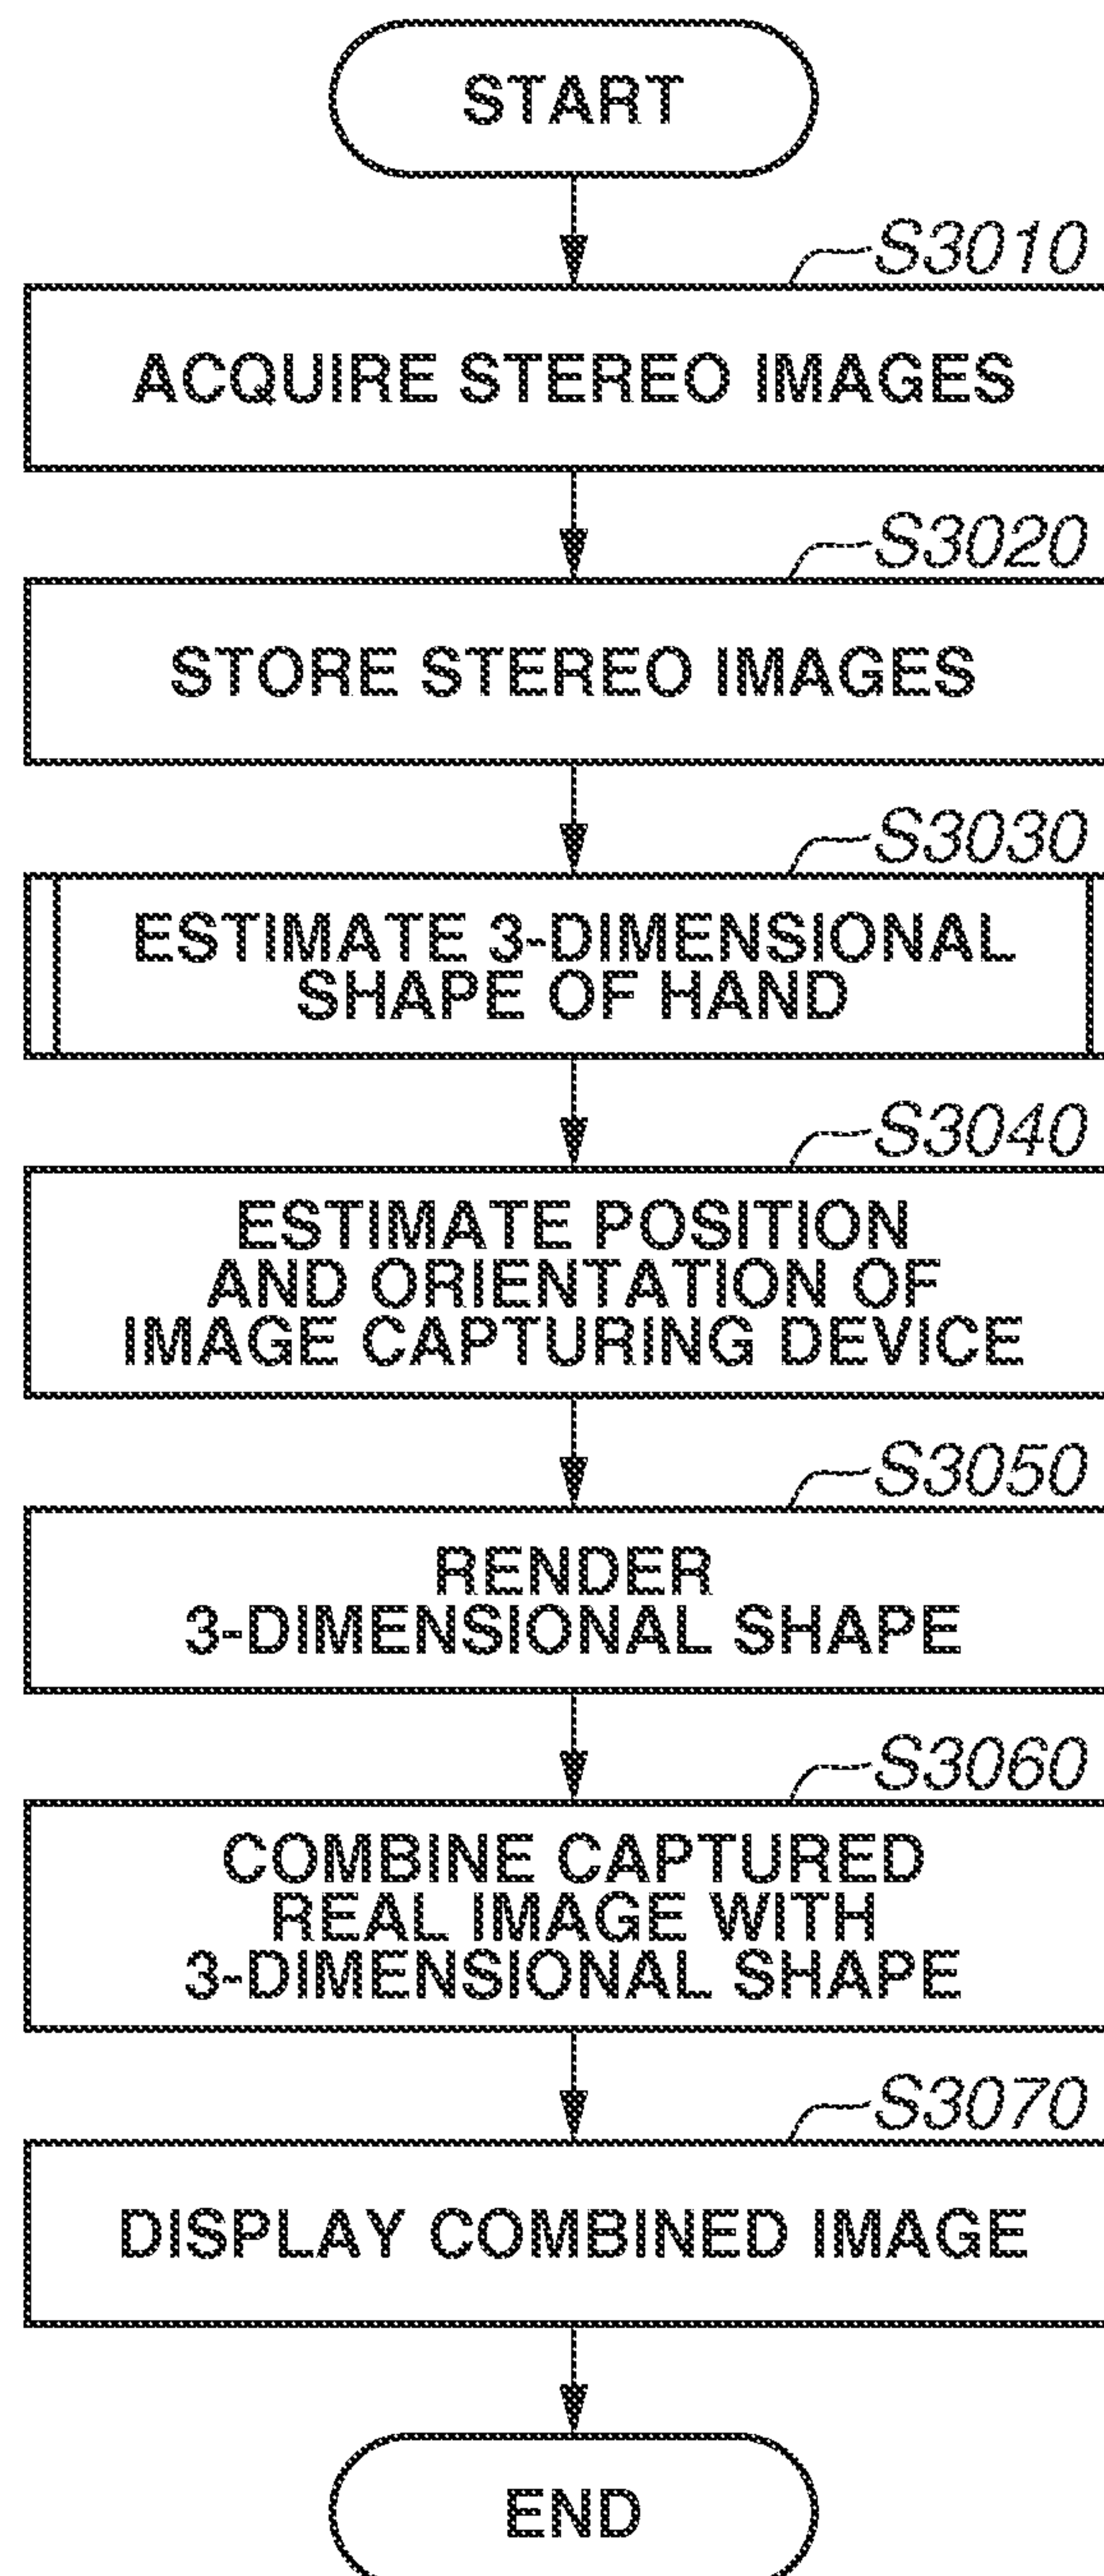 START
S3010
ACQUIRE STEREO IMAGES
S3020
STORE STEREO IMAGES
S3030
ESTIMATE 3-DIMENSIONAL
SHAPE OF HAND
S3040
ESTIMATE POSITION
AND ORIENTATION OF
IMAGE CAPTURING DEVICE
S3050
RENDER
3-DIMENSIONAL SHAPE
S3060
COMBINE CAPTURED
REAL IMAGE WITH
3-DIMENSIONAL SHAPE
S3070
DISPLAY COMBINED IMAGE
END